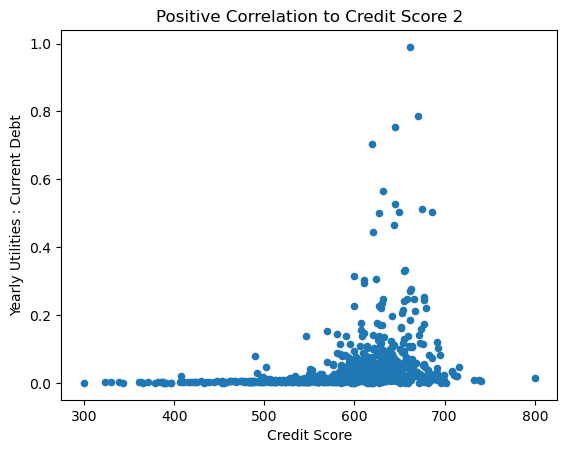 Positive Correlation to Credit Score 2
1.0
0.8
0.6
0.4
0.2
0.0
Yearly Utilities : Current Debt
300 400 500 600 700 800
Credit Score